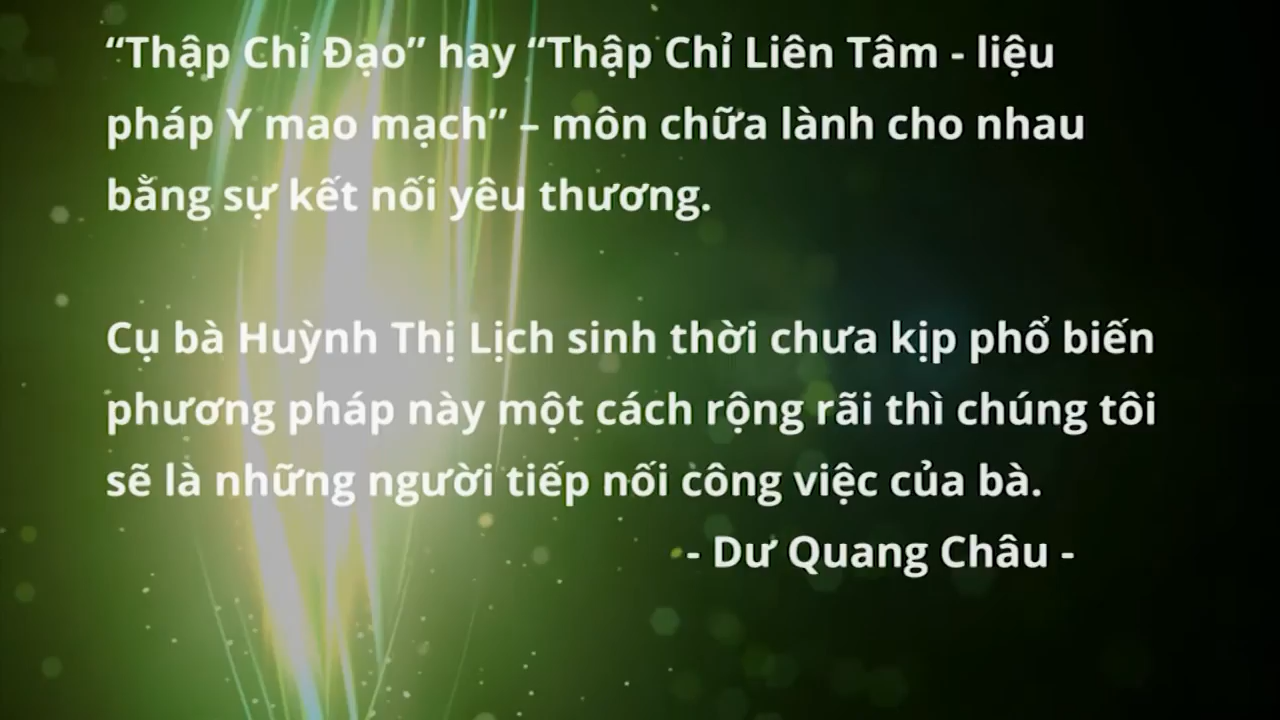 “Thập Chỉ Đạo” hay “Thập Chỉ Liên Tâm - liệu
pháp Y mao mạch” – môn chữa lành cho nhau
bằng sự kết nối yêu thương.
Cụ bà Huỳnh Thị Lịch sinh thời chưa kịp phổ biến
phương pháp này một cách rộng rãi thì chúng tôi
sẽ là những người tiếp nối công việc của bà.
- Dư Quang Châu -